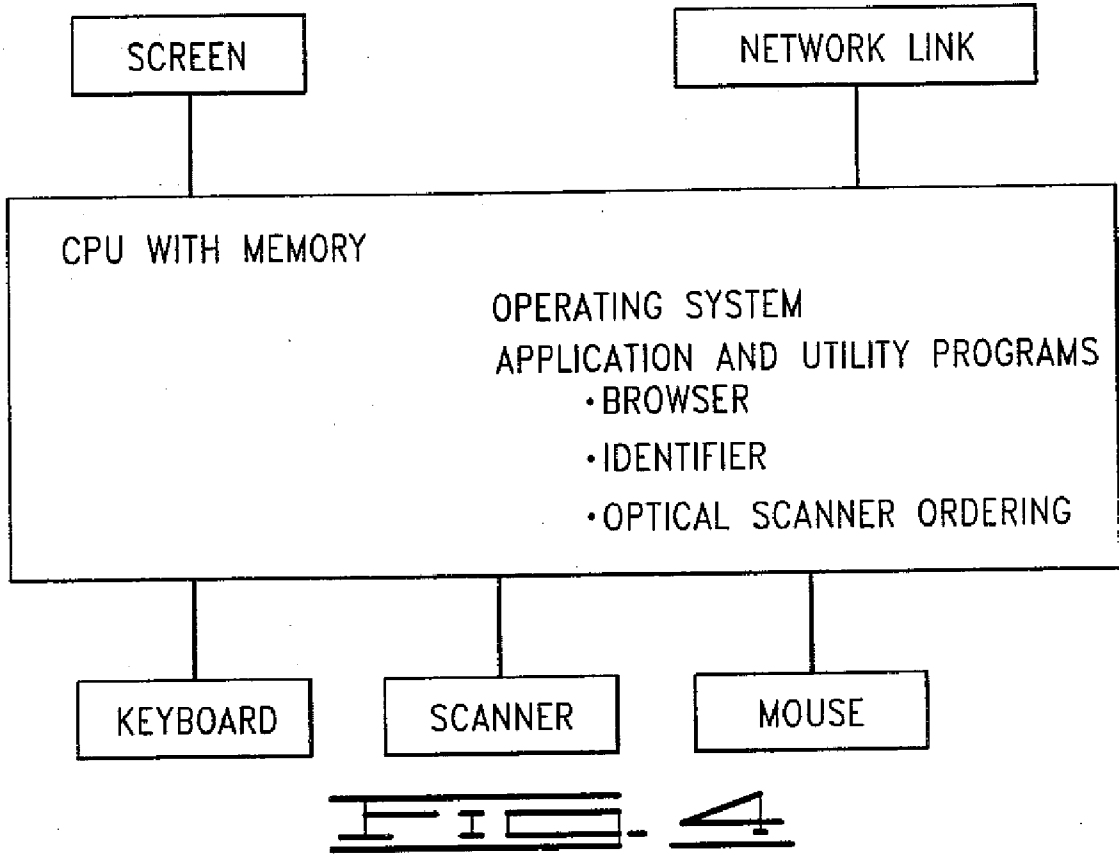 SCREEN
NETWORK LINK
CPU WITH MEMORY
OPERATING SYSTEM
APPLICATION AND UTILITY PROGRAMS
• BROWSER
• IDENTIFIER
• OPTICAL SCANNER ORDERING
KEYBOARD
SCANNER
MOUSE
FIG. 4